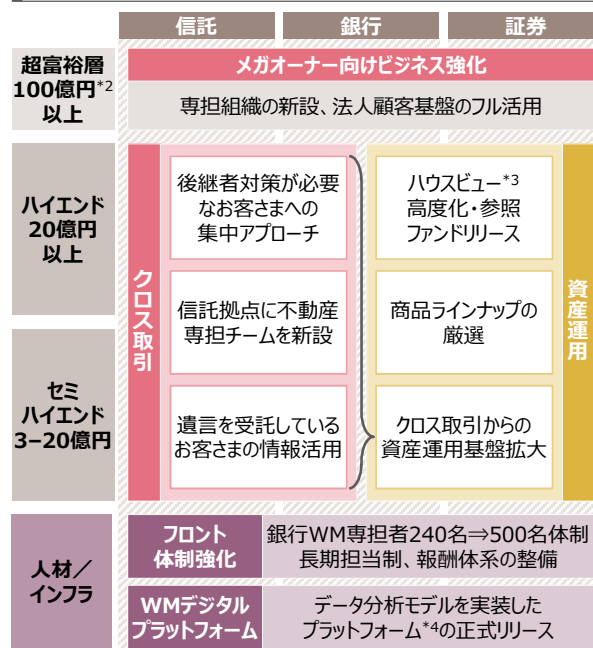 信託 銀行 証券
超富裕層
100億円*2
以上
メガオーナー向けビジネス強化
専担組織の新設、法人顧客基盤のフル活用
ハイエンド
20億円
以上
セミ
ハイエンド
3–20億円
クロス取引
後継者対策が必要
なお客さまへの
集中アプローチ
信託拠点に不動産
専担チームを新設
遺言を受託している
お客さまの情報活用
ハウスビュー*3
高度化・参照
ファンドリリース
商品ラインナップの
厳選
クロス取引からの
資産運用基盤拡大
資産運用
人材／
インフラ
フロント
体制強化
銀行WM専担者240名⇒500名体制
長期担当制、報酬体系の整備
WMデジタル
プラットフォーム
データ分析モデルを実装した
プラットフォーム*4の正式リリース